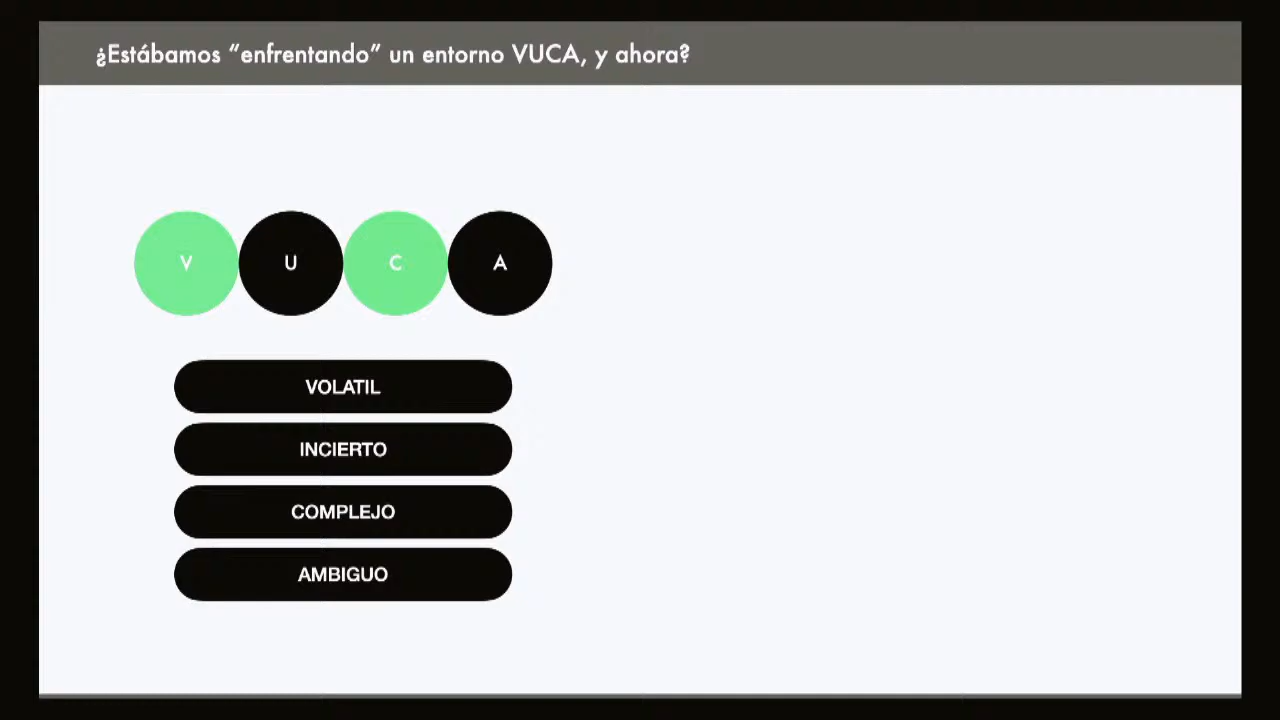 ¿Estábamos “enfrentando” un entorno VUCA, y ahora?
V U C A
VOLATIL
INCIERTO
COMPLEJO
AMBIGUO